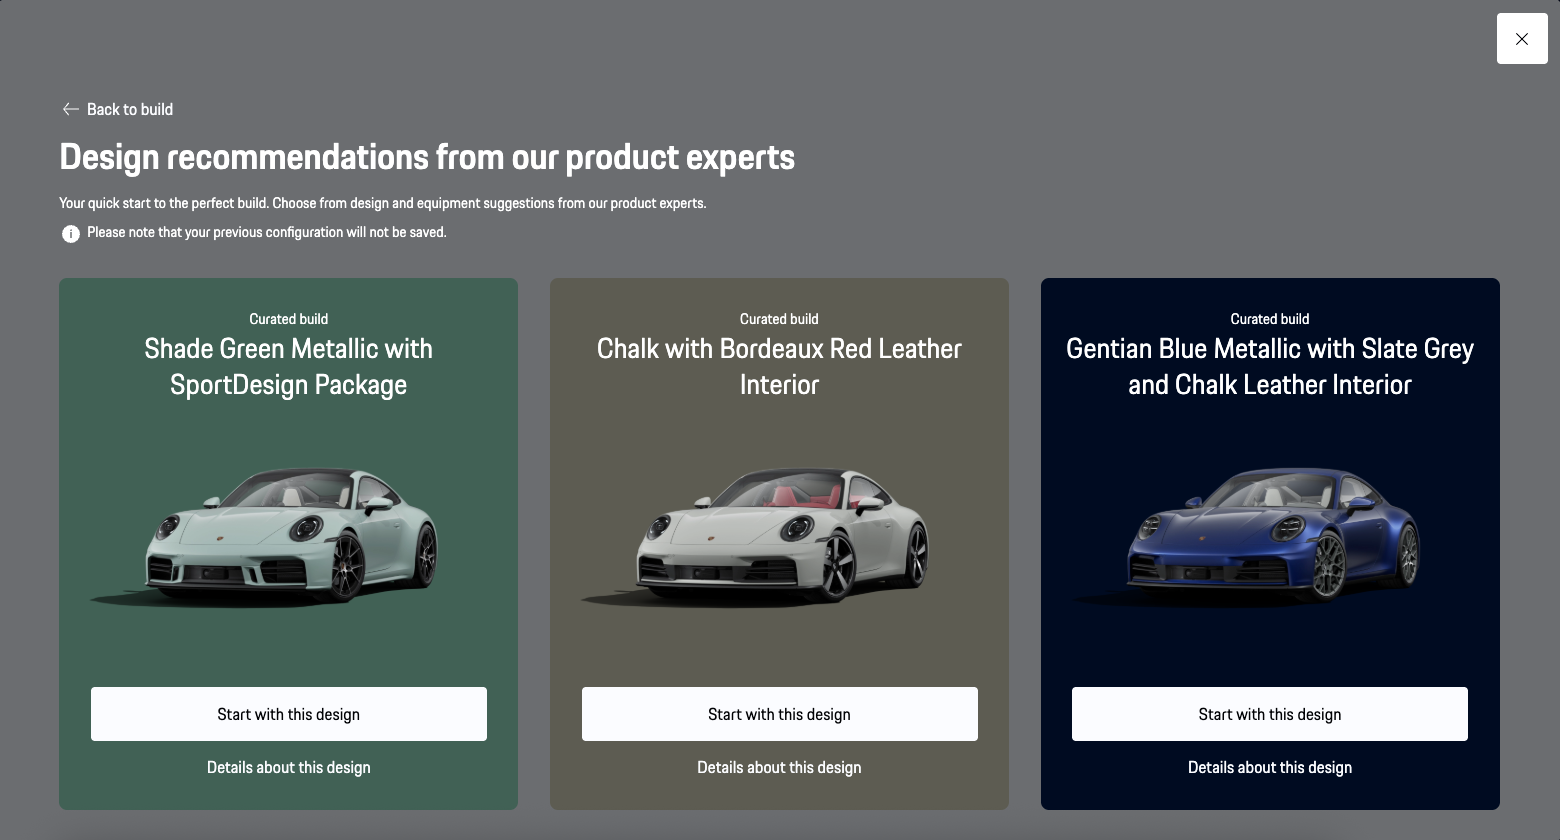 Back to build
Design recommendations from our product experts
Your quick start to the perfect build. Choose from design and equipment suggestions from our product experts.
Please note that your previous configuration will not be saved.
Curated build
Shade Green Metallic with
SportDesign Package
Start with this design
Details about this design
Curated build
Chalk with Bordeaux Red Leather
Interior
Start with this design
Details about this design
Curated build
Gentian Blue Metallic with Slate Grey
and Chalk Leather Interior
Start with this design
Details about this design